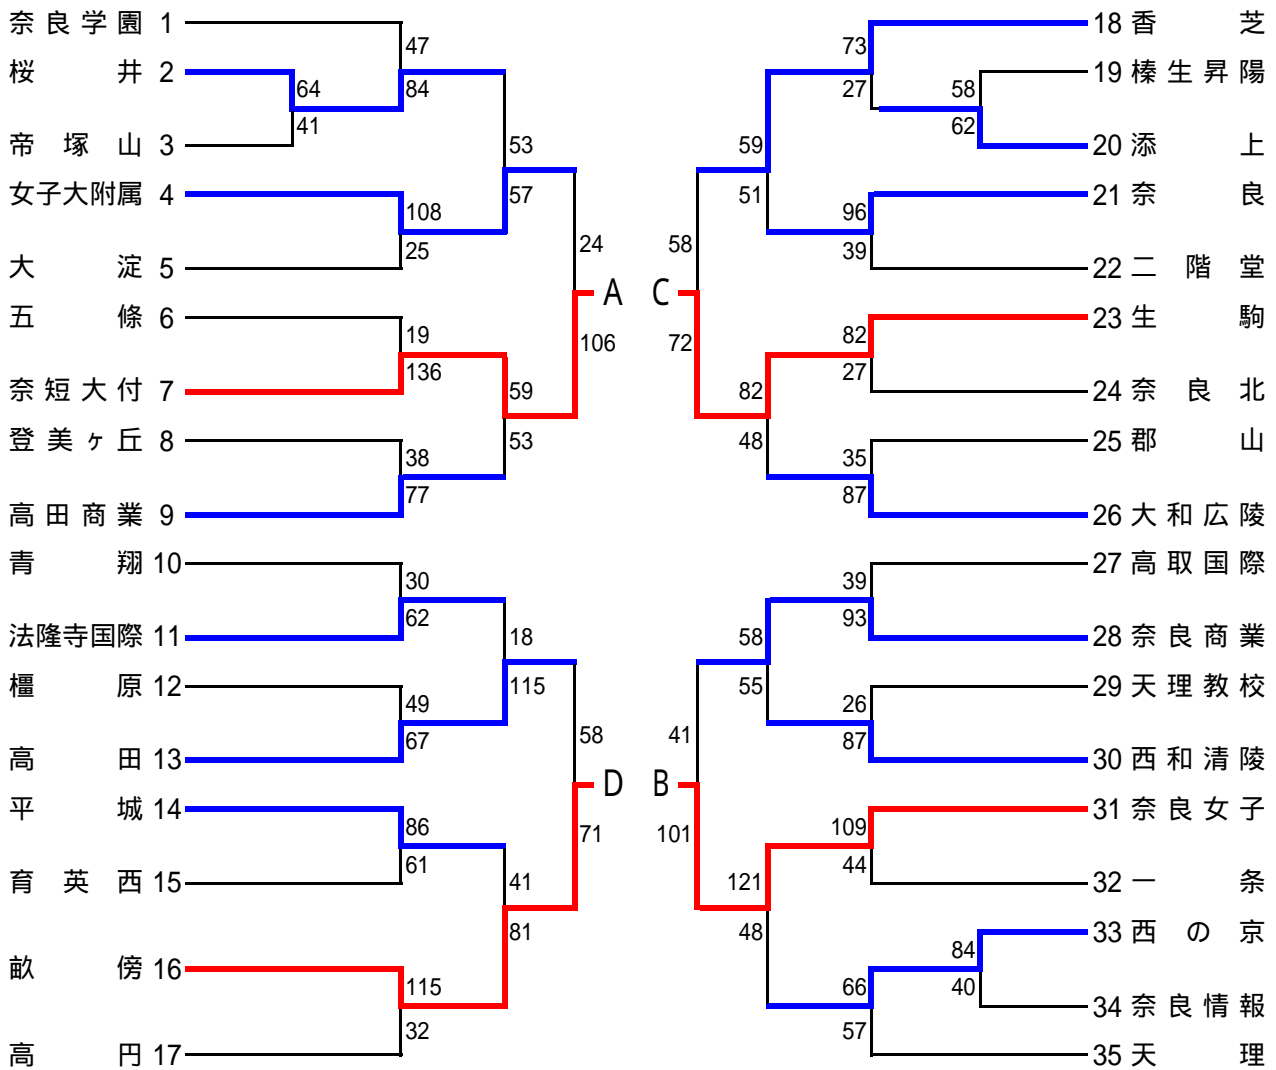 奈良学園 1
47
桜井 2
64
84
41
帝塚山 3
53
女子大附属 4
57
108
25
大淀 5
24
五條 6
19
A
106
136
奈短大付 7
59
登美ヶ丘 8
53
38
77
高田商業 9
青翔 10
30
62
法隆寺国際 11
18
橿原 12
115
49
67
高田 13
58
平城 14
D
86
71
61
育英西 15
41
81
畝傍 16
115
32
高円 17
18 香芝
73
19 榛生昇陽
27
58
62
20 添上
59
21 奈良
51
96
39
22 二階堂
58
C
23 生駒
72
82
27
24 奈良北
82
25 郡山
48
35
87
26 大和広陵
27 高取国際
39
93
28 奈良商業
58
29 天理教校
55
26
87
30 西和清陵
41
B
31 奈良女子
101
109
44
32 一条
121
33 西の京
48
84
40
34 奈良情報
66
57
35 天理